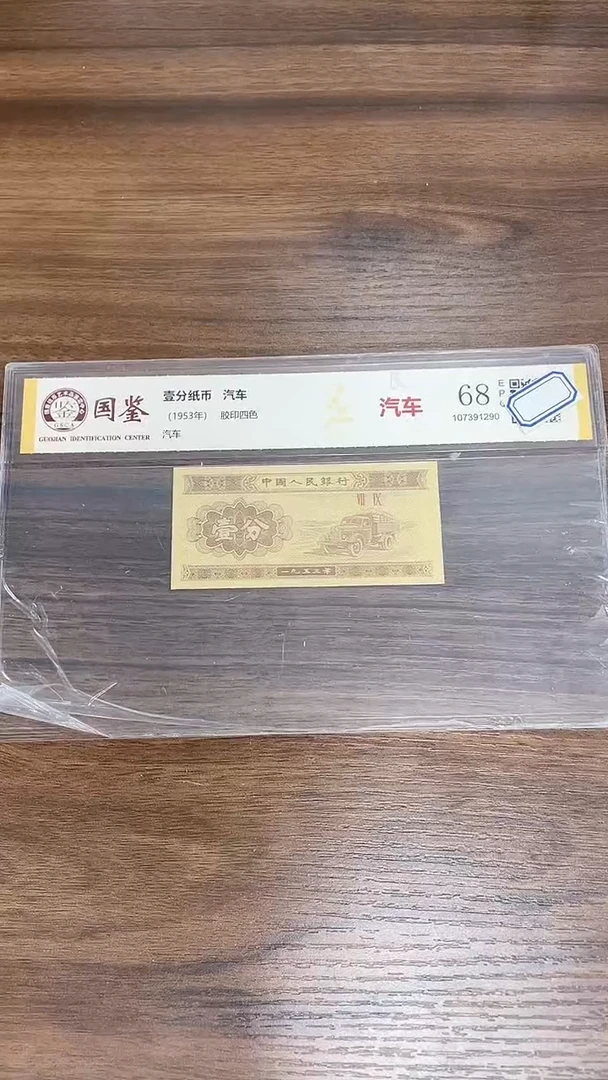 国鉴
GSCA
GUOJIAN IDENTIFICATION CENTER
壹分纸币 汽车
（1953年） 胶印四色
汽车
汽车
68
E
P
107391290
中國人民銀行
壹分
一九五三年